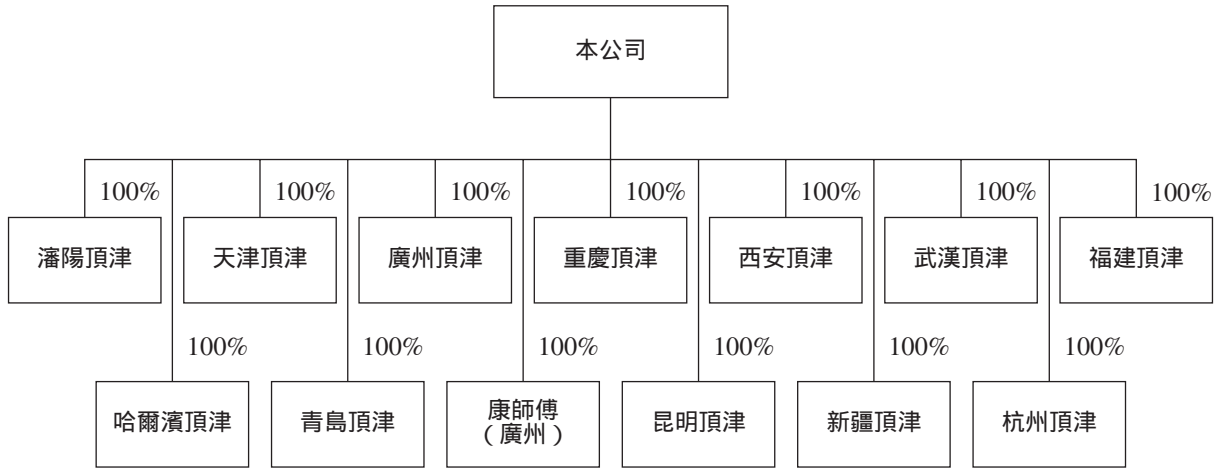 本公司
100%
100%
100%
100%
100%
100%
100%
瀋陽頂津
天津頂津
廣州頂津
重慶頂津
西安頂津
武漢頂津
福建頂津
100%
100%
100%
100%
100%
100%
哈爾濱頂津
青島頂津
康師傅
(廣州)
昆明頂津
新疆頂津
杭州頂津